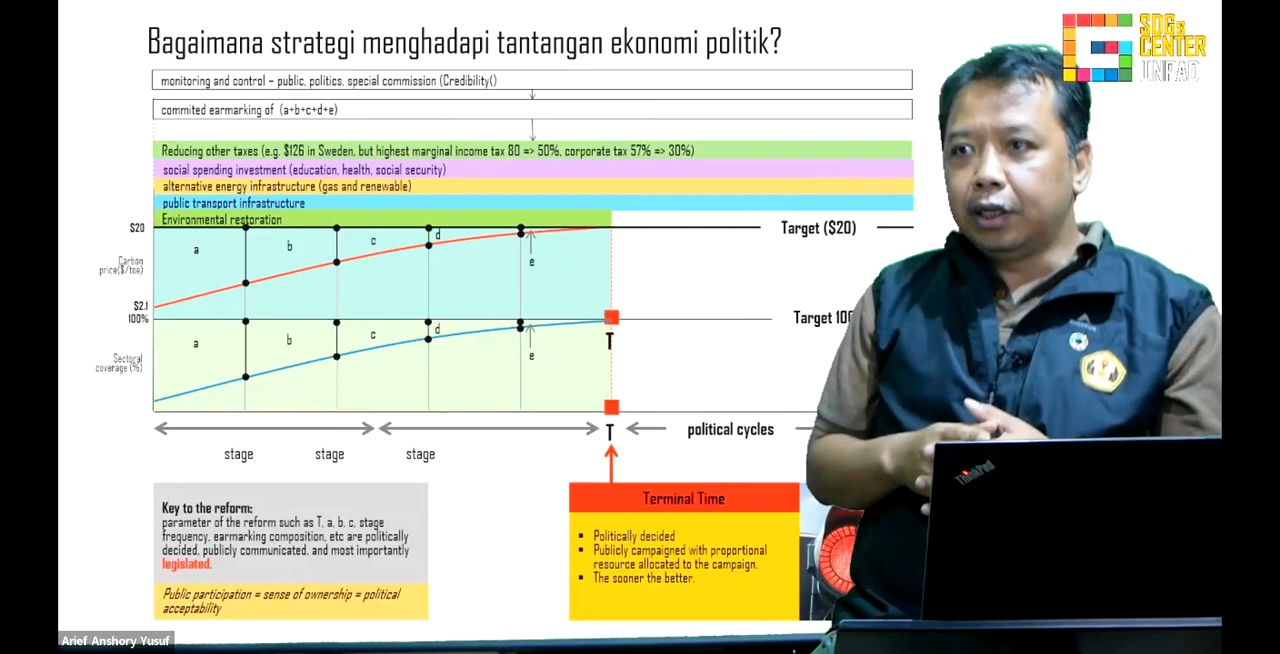 Bagaimana strategi menghadapi tantangan ekonomi politik?
SDGs
CENTER
UNPAD
monitoring and control – public, politics, special commission (Credibility()
commited earmarking of (a+b+c+d+e)
Reducing other taxes (e.g. $126 in Sweden, but highest marginal income tax 80 => 50%, corporate tax 57% => 30%)
social spending investment (education, health, social security)
alternative energy infrastructure (gas and renewable)
public transport infrastructure
Environmental restoration
$20
Target ($20)
a
b
c
d
e
Carbon
price($/tce)
$2.1
100%
Target 100
T
a
b
c
d
e
Sectoral
coverage (%)
T
political cycles
stage
stage
stage
Key to the reform:
parameter of the reform such as T, a, b, c, stage
frequency, earmarking composition, etc are politically
decided, publicly communicated, and most importantly
legislated.
Public participation = sense of ownership = political
acceptability
Terminal Time
▪ Politically decided
▪ Publicly campaigned with proportional
resource allocated to the campaign.
▪ The sooner the better.
ThinkPad
Arief Anshory Yusuf